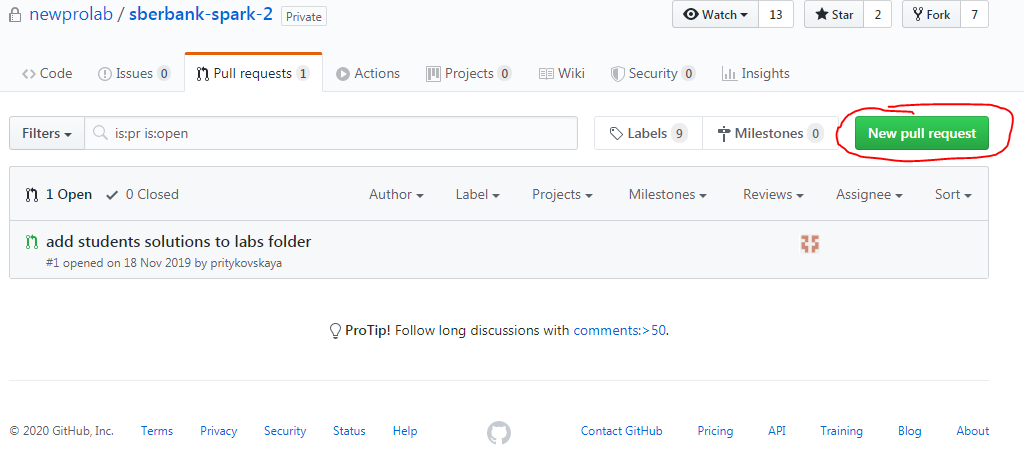 newprolab / sberbank-spark-2 Private Watch 13 Star 2 Fork 7
Code Issues 0 Pull requests 1 Actions Projects 0 Wiki Security 0 Insights
Filters is:pr is:open Labels 9 Milestones 0 New pull request
1 Open 0 Closed Author Label Projects Milestones Reviews Assignee Sort
add students solutions to labs folder
#1 opened on 18 Nov 2019 by pritykovskaya
ProTip! Follow long discussions with comments:>50.
© 2020 GitHub, Inc. Terms Privacy Security Status Help Contact GitHub Pricing API Training Blog About